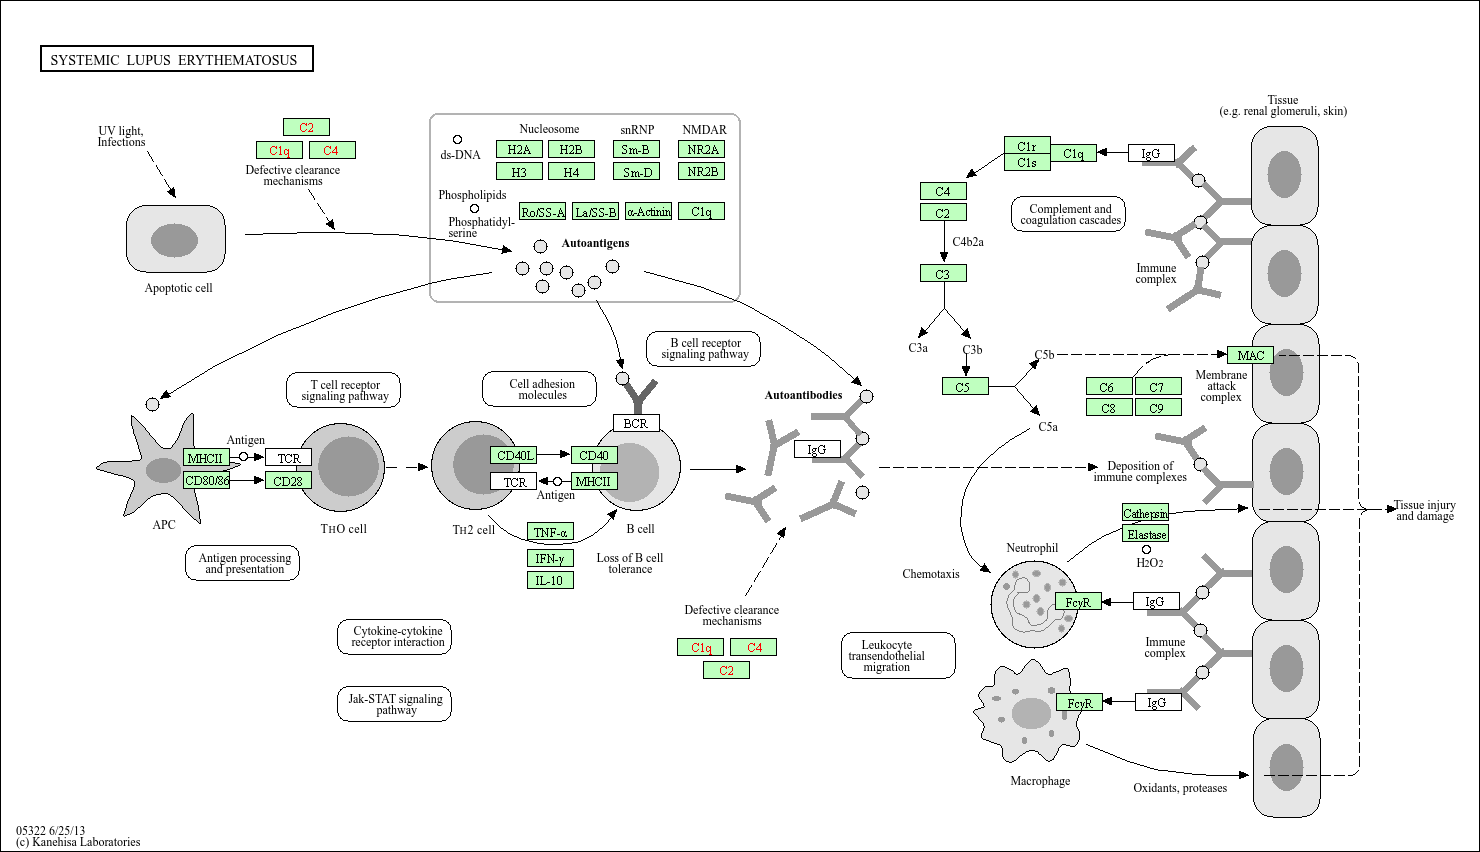 SYSTEMIC LUPUS ERYTHEMATOSUS
UV light,
Infections
C2
C1q
C4
Defective clearance
mechanisms
Apoptotic cell
ds-DNA
Nucleosome
snRNP
NMDAR
H2A
H2B
Sm-B
NR2A
H3
H4
Sm-D
NR2B
Phospholipids
Phosphatidyl-
serine
Ro/SS-A
La/SS-B
α-Actinin
C1q
Autoantigens
B cell receptor
signaling pathway
T cell receptor
signaling pathway
Cell adhesion
molecules
MHCII
Antigen
TCR
CD80/86
CD28
APC
TH0 cell
CD40L
CD40
TCR
Antigen
MHCII
BCR
TH2 cell
B cell
TNF-α
IFN-γ
IL-10
Loss of B cell
tolerance
Antigen processing
and presentation
Cytokine-cytokine
receptor interaction
Jak-STAT signaling
pathway
Autoantibodies
IgG
Defective clearance
mechanisms
C1q
C4
C2
Leukocyte
transendothelial
migration
Tissue
(e.g. renal glomeruli, skin)
C1r
C1s
C1q
IgG
C4
C2
C4b2a
C3
Complement and
coagulation cascades
Immune
complex
C3a
C3b
C5
C5b
C5a
C6
C7
C8
C9
MAC
Membrane
attack
complex
Deposition of
immune complexes
Cathepsin
Elastase
H2O2
Tissue injury
and damage
Neutrophil
Chemotaxis
FcγR
IgG
Immune
complex
FcγR
IgG
Macrophage
Oxidants, proteases
05322 6/25/13
(c) Kanehisa Laboratories